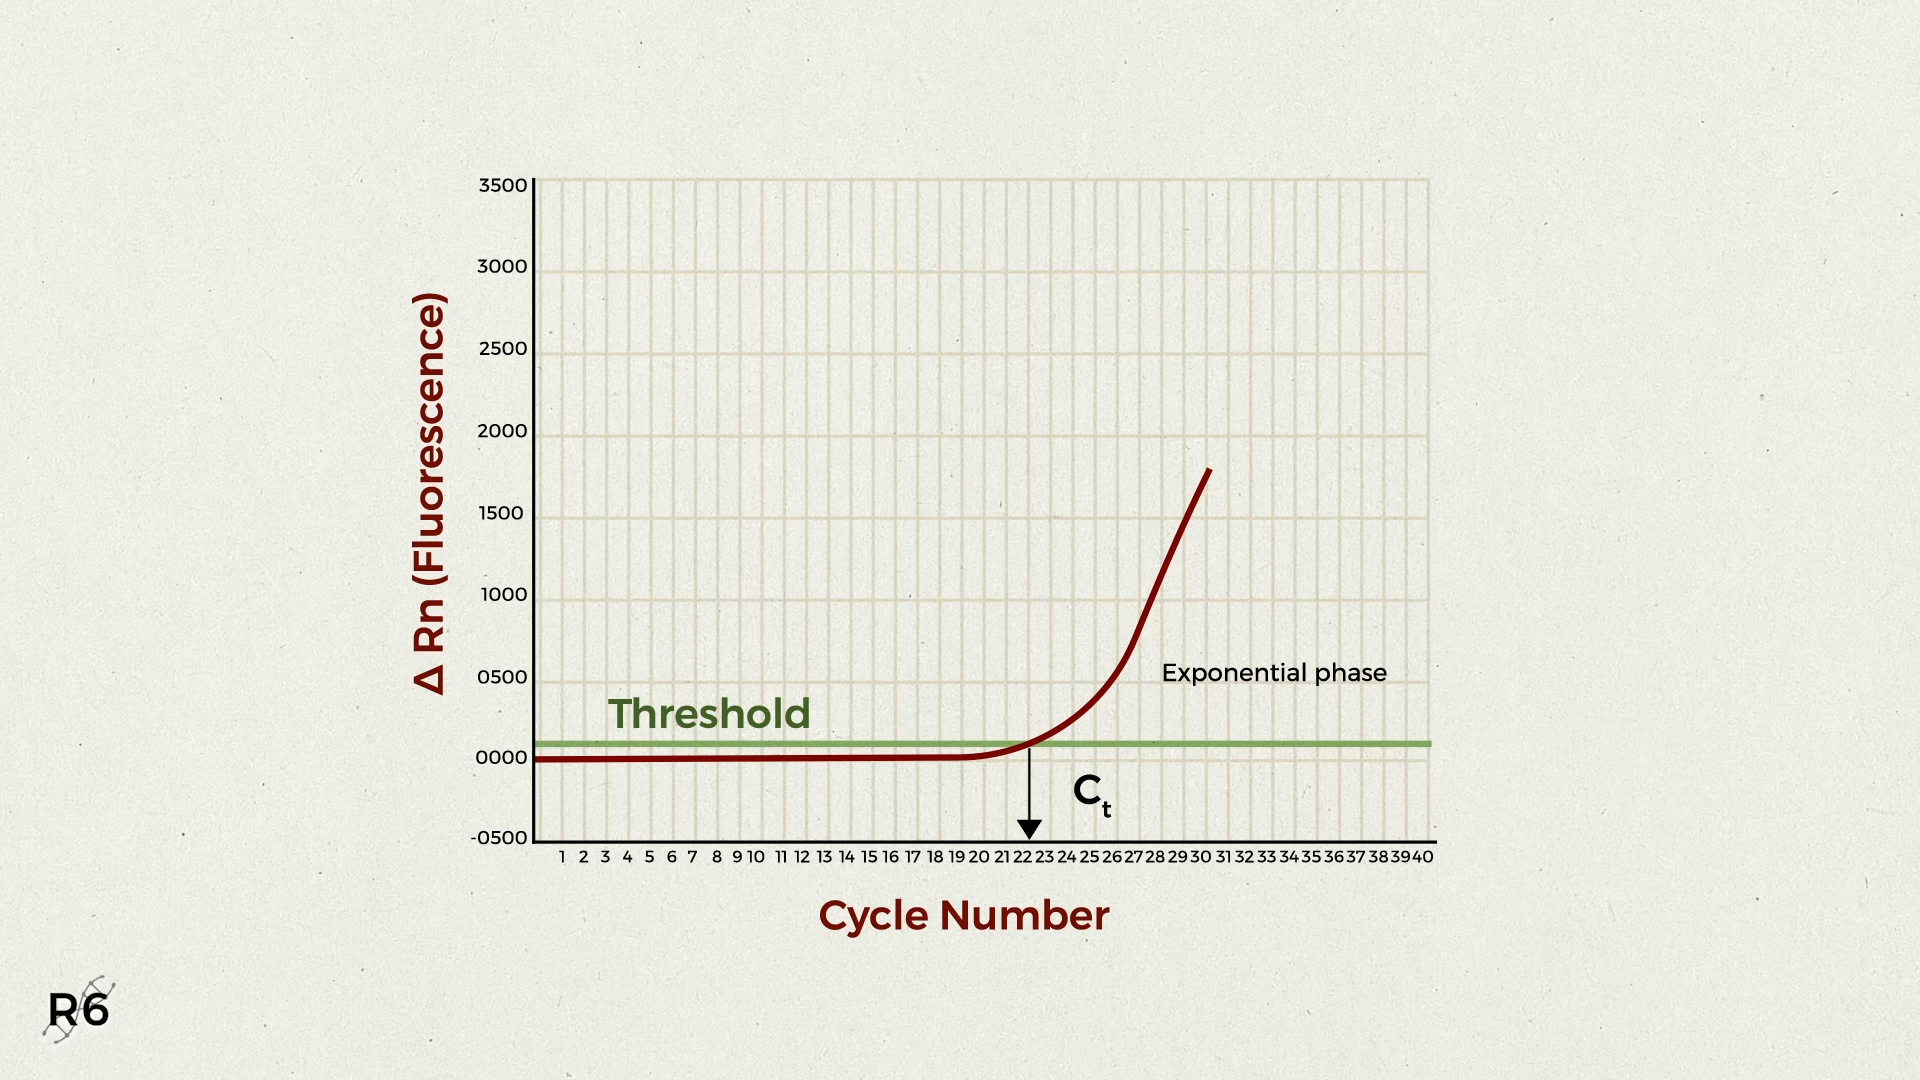 3500
3000
2500
2000
1500
1000
0500
0000
-0500
Δ Rn (Fluorescence)
Threshold
Exponential phase
Ct
1 2 3 4 5 6 7 8 9 10 11 12 13 14 15 16 17 18 19 20 21 22 23 24 25 26 27 28 29 30 31 32 33 34 35 36 37 38 39 40
Cycle Number
R6